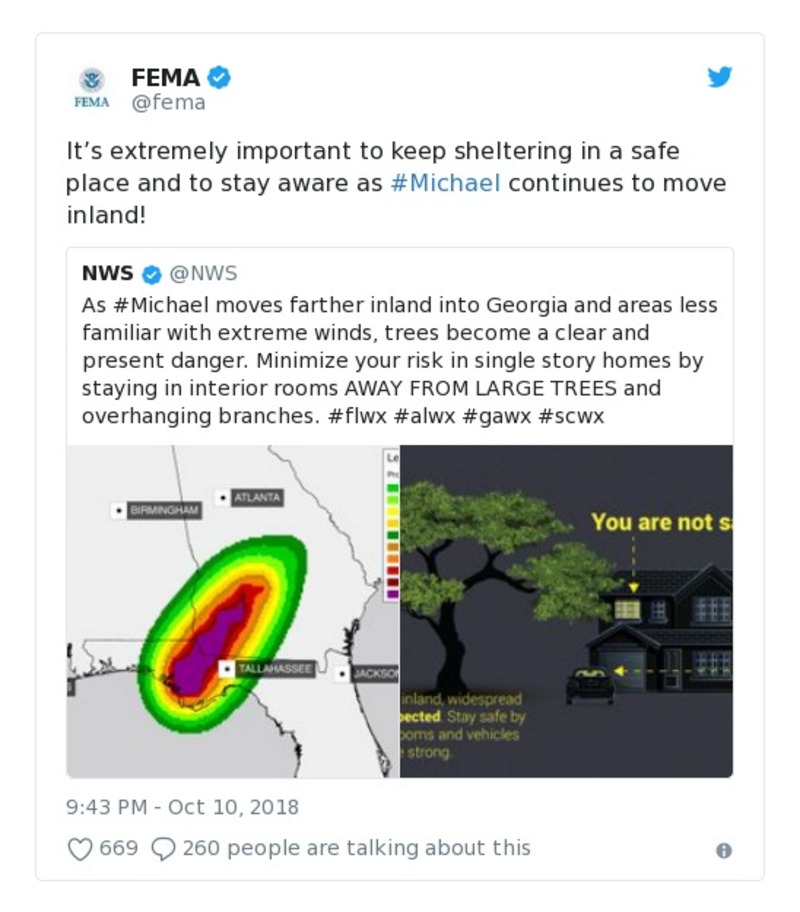 FEMA
@fema
FEMA
It’s extremely important to keep sheltering in a safe
place and to stay aware as #Michael continues to move
inland!
NWS @NWS
As #Michael moves farther inland into Georgia and areas less
familiar with extreme winds, trees become a clear and
present danger. Minimize your risk in single story homes by
staying in interior rooms AWAY FROM LARGE TREES and
overhanging branches. #flwx #alwx #gawx #scwx
ATLANTA
BIRMINGHAM
TALLAHASSEE
JACKSO
Le
You are not sa
inland, widespread
pected. Stay safe by
ooms and vehicles
e strong.
9:43 PM - Oct 10, 2018
669 260 people are talking about this